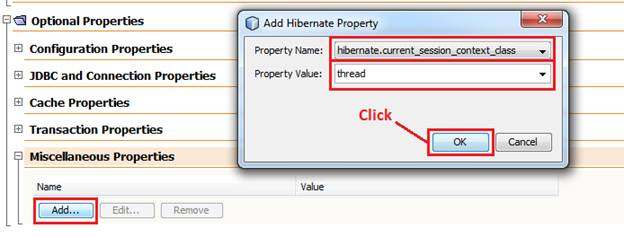 Optional Properties
Configuration Properties
JDBC and Connection Properties
Cache Properties
Transaction Properties
Miscellaneous Properties
Name Value
Add... Edit... Remove
Add Hibernate Property
Property Name: hibernate.current_session_context_class
Property Value: thread
Click
OK Cancel